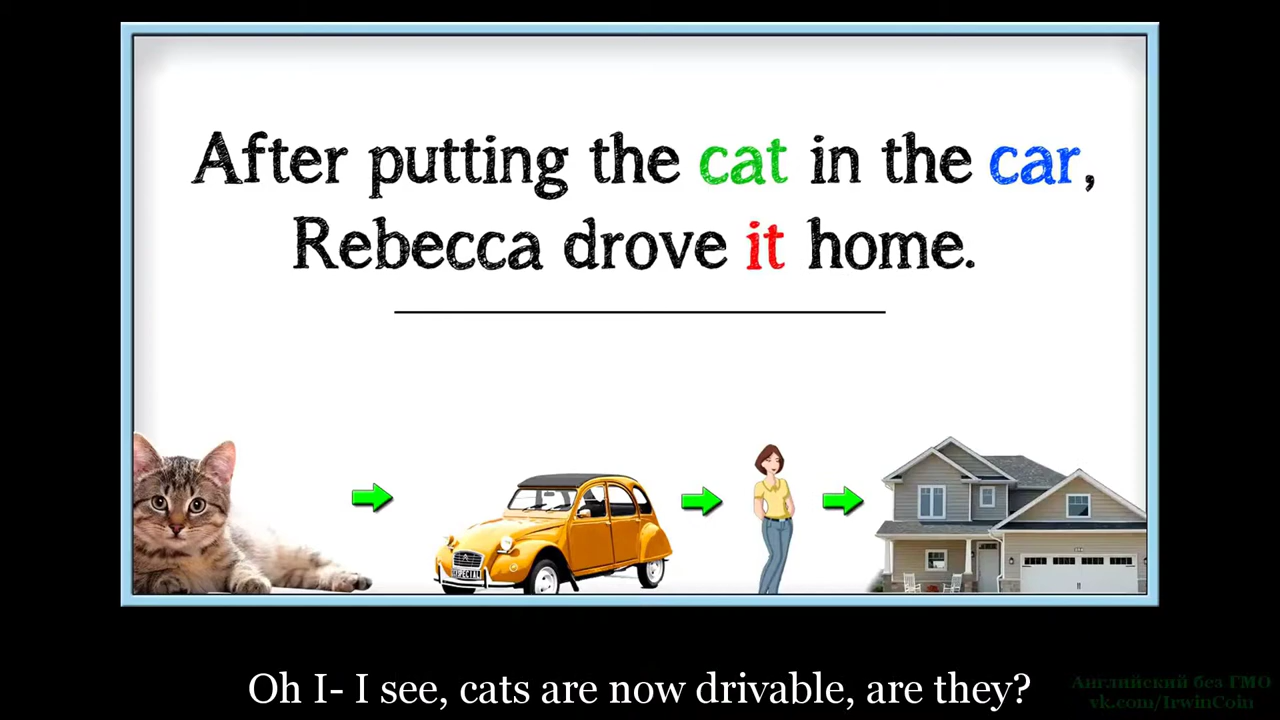 After putting the cat in the car,
Rebecca drove it home.
SPECIAL
Oh I- I see, cats are now drivable, are they?
Английский без ГМО
vk.com/IrwinCoin